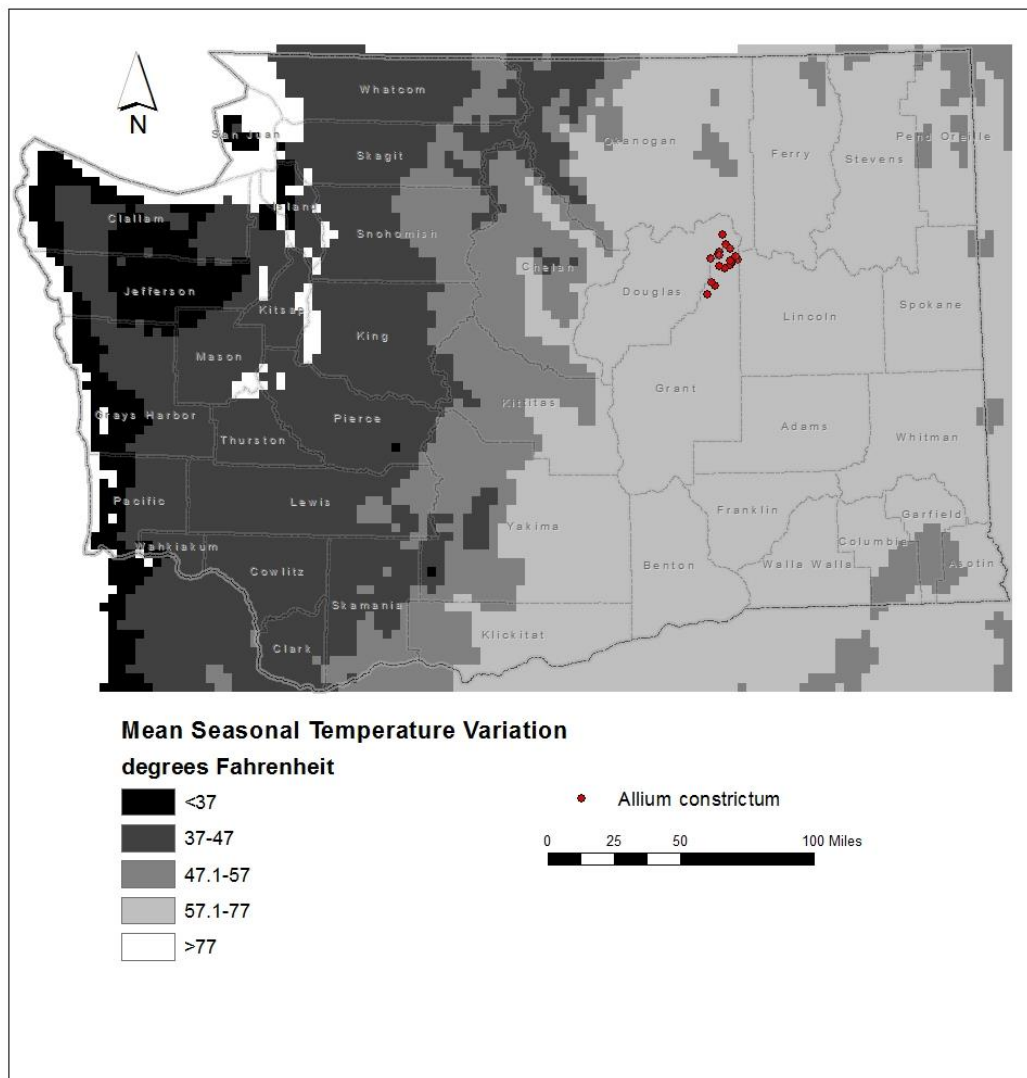 N
Whatcom
San Juan
Skagit
Okanogan
Ferry
Stevens
Pend Oreille
Island
Clallam
Snohomish
Chelan
Jefferson
Kitsap
Douglas
Lincoln
Spokane
King
Mason
Grant
Kittitas
Grays Harbor
Pierce
Thurston
Adams
Whitman
Pacific
Lewis
Yakima
Franklin
Garfield
Wahkiakum
Columbia
Cowlitz
Benton
Walla Walla
Asotin
Skamania
Klickitat
Clark
Mean Seasonal Temperature Variation
degrees Fahrenheit
<37
37-47
47.1-57
57.1-77
>77
Allium constrictum
0 25 50 100 Miles